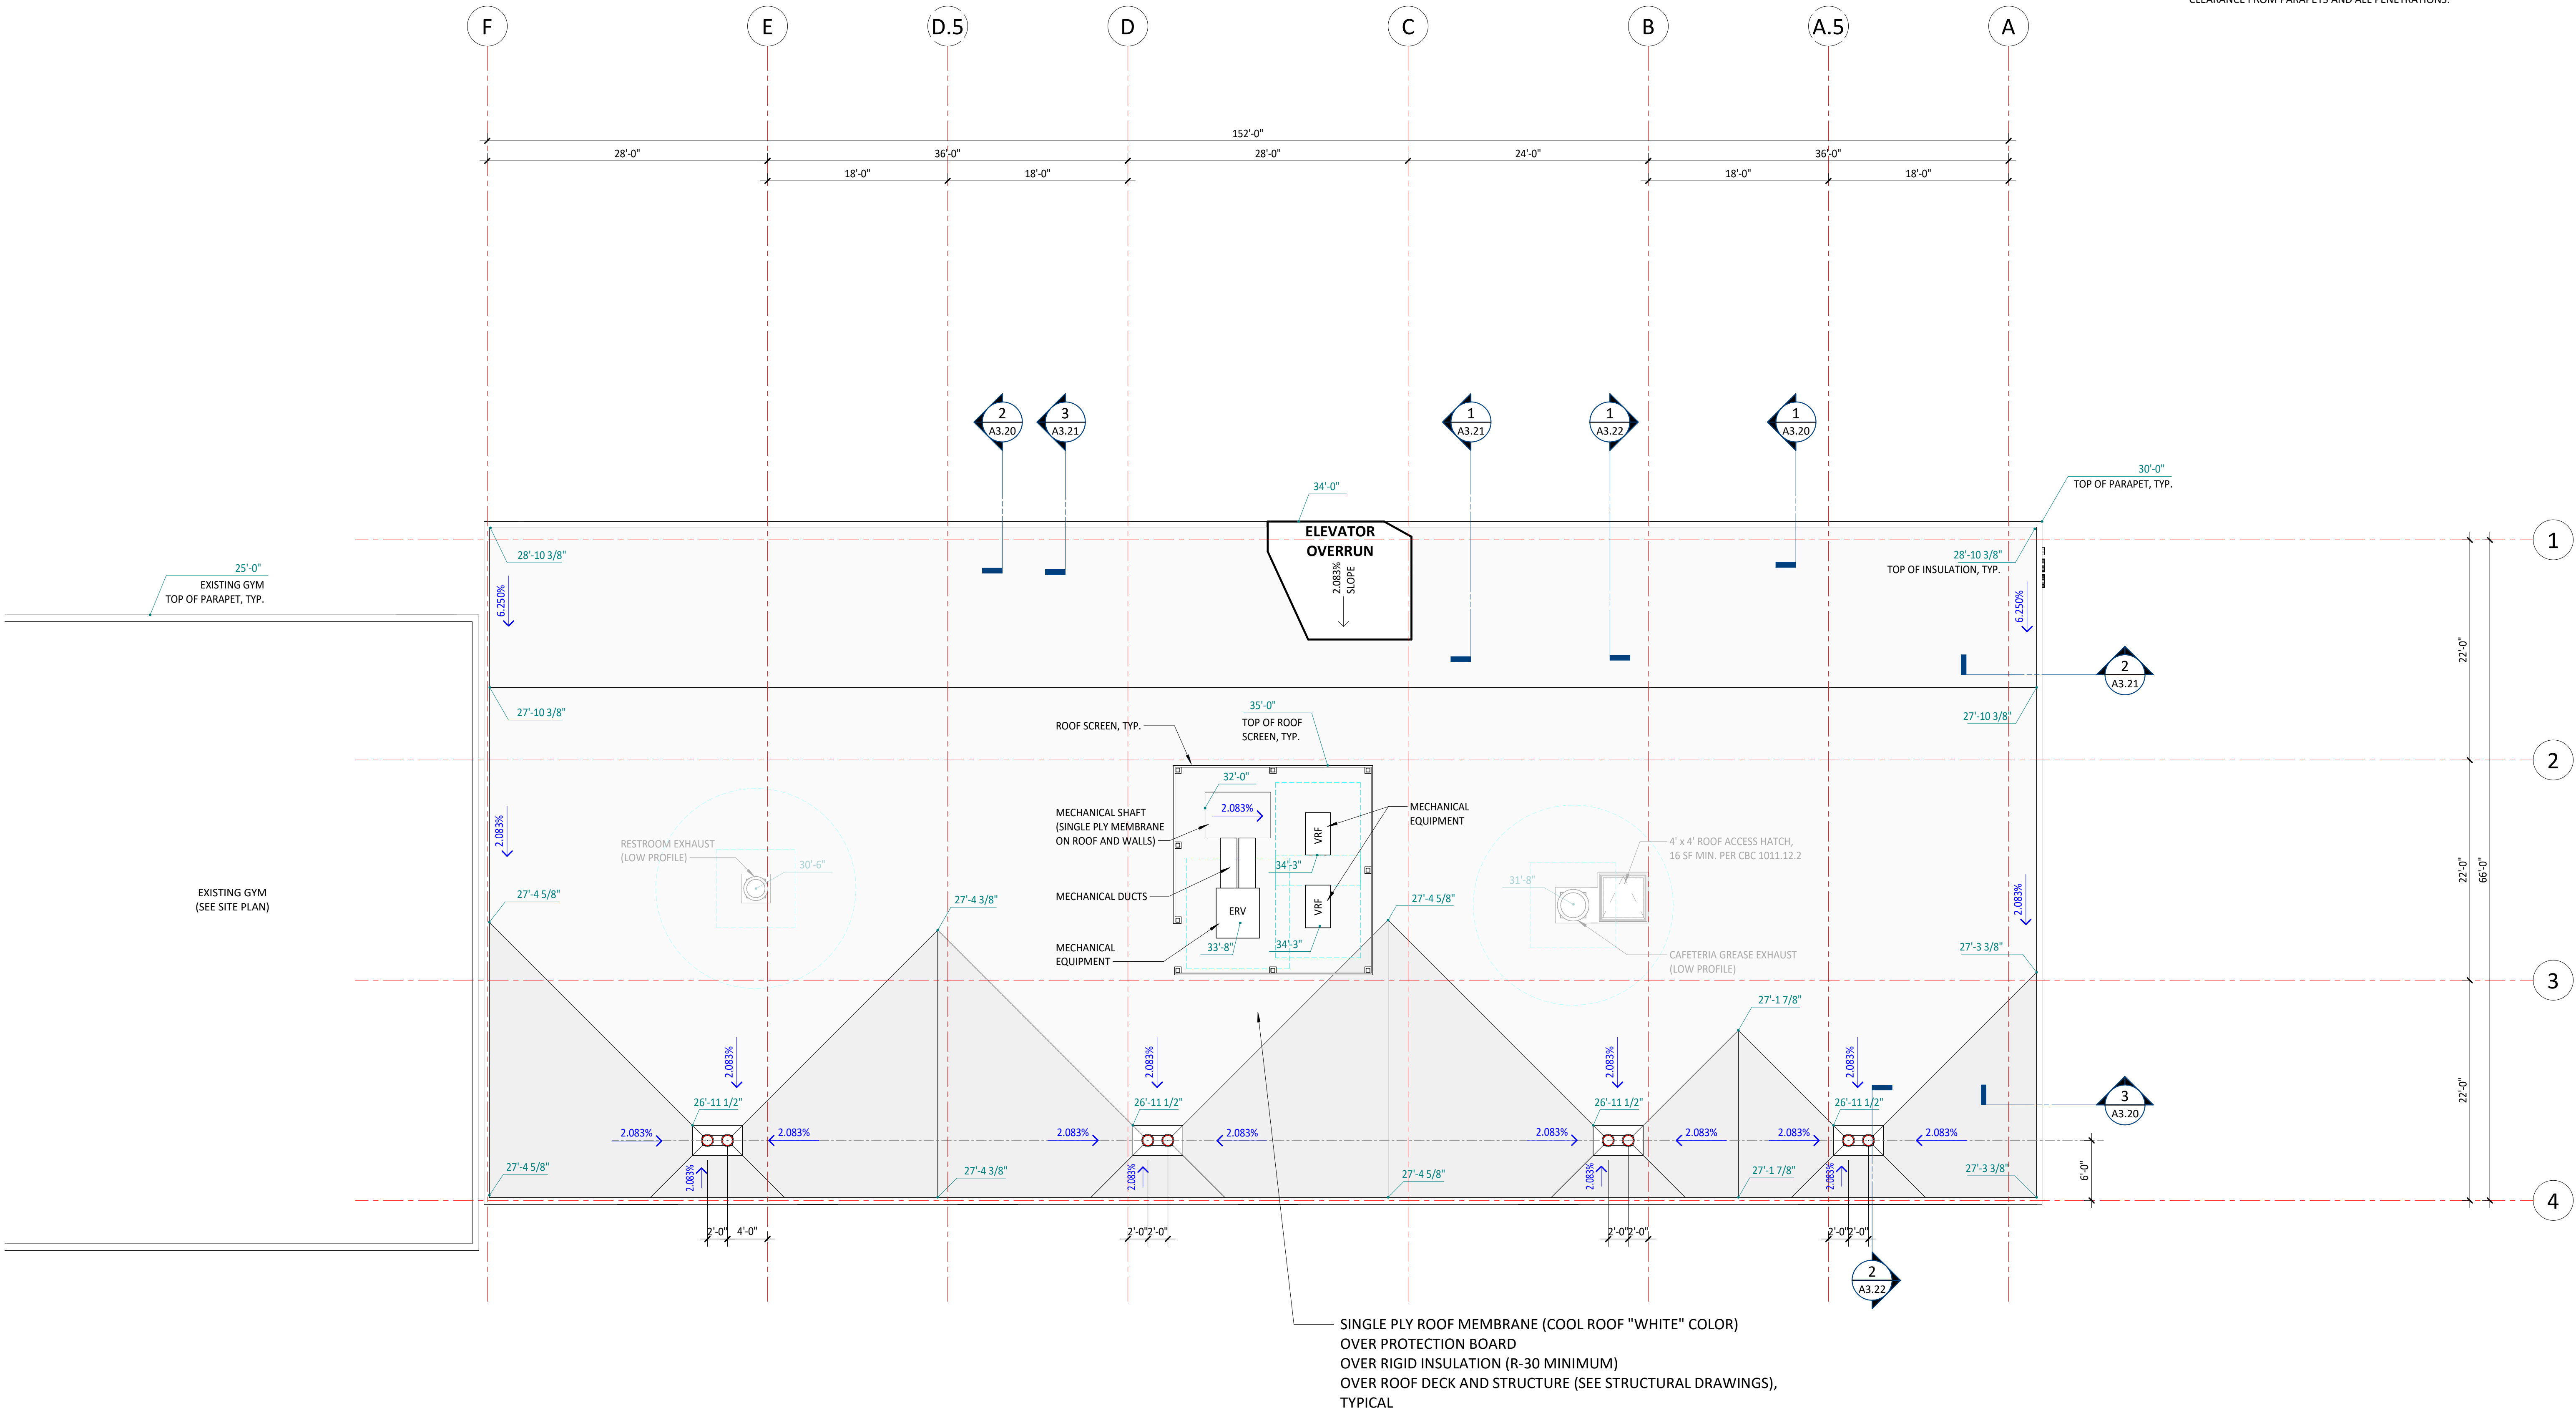 CLEARANCE FROM PARAPETS AND ALL PENETRATIONS.
F E D.5 D C B A.5 A
152'-0"
28'-0" 36'-0" 28'-0" 24'-0" 36'-0"
18'-0" 18'-0" 18'-0" 18'-0"
2 3 1 1 1
A3.20 A3.21 A3.21 A3.22 A3.20
30'-0"
TOP OF PARAPET, TYP.
34'-0"
ELEVATOR
OVERRUN
2.083%
SLOPE
1
28'-10 3/8" 28'-10 3/8"
TOP OF INSULATION, TYP.
25'-0"
EXISTING GYM
TOP OF PARAPET, TYP.
6.250% 6.250%
22'-0"
2
A3.21
27'-10 3/8" 27'-10 3/8"
35'-0"
TOP OF ROOF
SCREEN, TYP.
ROOF SCREEN, TYP.
2
32'-0"
2.083%
MECHANICAL SHAFT
(SINGLE PLY MEMBRANE
ON ROOF AND WALLS)
MECHANICAL
EQUIPMENT
VRF
34'-3"
2.083%
RESTROOM EXHAUST
(LOW PROFILE)
30'-6"
4' x 4' ROOF ACCESS HATCH,
16 SF MIN. PER CBC 1011.12.2
31'-8"
22'-0" 66'-0"
EXISTING GYM
(SEE SITE PLAN)
27'-4 5/8" 27'-4 3/8"
MECHANICAL DUCTS
ERV
VRF
27'-4 5/8"
2.083%
MECHANICAL
EQUIPMENT
33'-8" 34'-3"
CAFETERIA GREASE EXHAUST
(LOW PROFILE)
27'-3 3/8"
3
27'-1 7/8"
2.083% 2.083% 2.083% 2.083%
22'-0"
26'-11 1/2" 26'-11 1/2" 26'-11 1/2" 26'-11 1/2"
3
A3.20
2.083% 2.083% 2.083% 2.083% 2.083% 2.083% 2.083% 2.083%
27'-4 5/8" 27'-4 3/8" 27'-4 5/8" 27'-1 7/8" 27'-3 3/8"
2.083% 2.083% 2.083% 2.083%
6'-0"
4
2'-0" 4'-0" 2'-0" 2'-0" 2'-0" 2'-0" 2'-0" 2'-0"
2
A3.22
SINGLE PLY ROOF MEMBRANE (COOL ROOF "WHITE" COLOR)
OVER PROTECTION BOARD
OVER RIGID INSULATION (R-30 MINIMUM)
OVER ROOF DECK AND STRUCTURE (SEE STRUCTURAL DRAWINGS),
TYPICAL